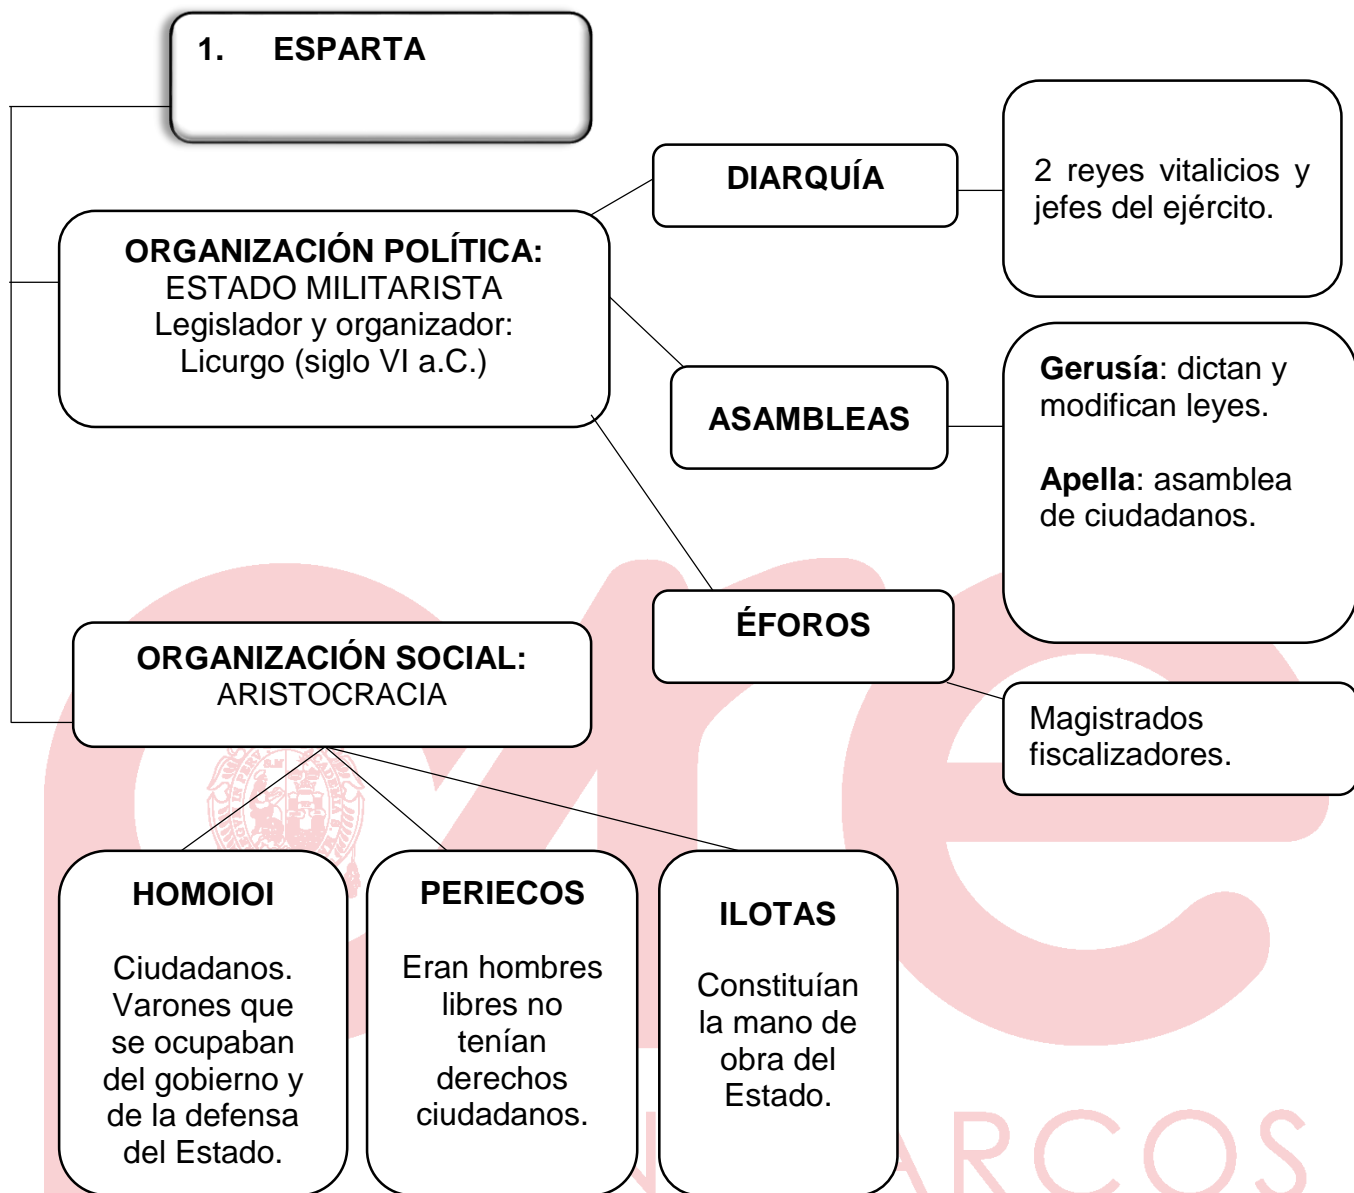 1. ESPARTA
ORGANIZACIÓN POLÍTICA:
ESTADO MILITARISTA
Legislador y organizador:
Licurgo (siglo VI a.C.)
DIARQUÍA
2 reyes vitalicios y
jefes del ejército.
ASAMBLEAS
Gerusía: dictan y
modifican leyes.
Apella: asamblea
de ciudadanos.
ÉFOROS
Magistrados
fiscalizadores.
ORGANIZACIÓN SOCIAL:
ARISTOCRACIA
HOMOIOI
Ciudadanos.
Varones que
se ocupaban
del gobierno y
de la defensa
del Estado.
PERIECOS
Eran hombres
libres no
tenían
derechos
ciudadanos.
ILOTAS
Constituían
la mano de
obra del
Estado.